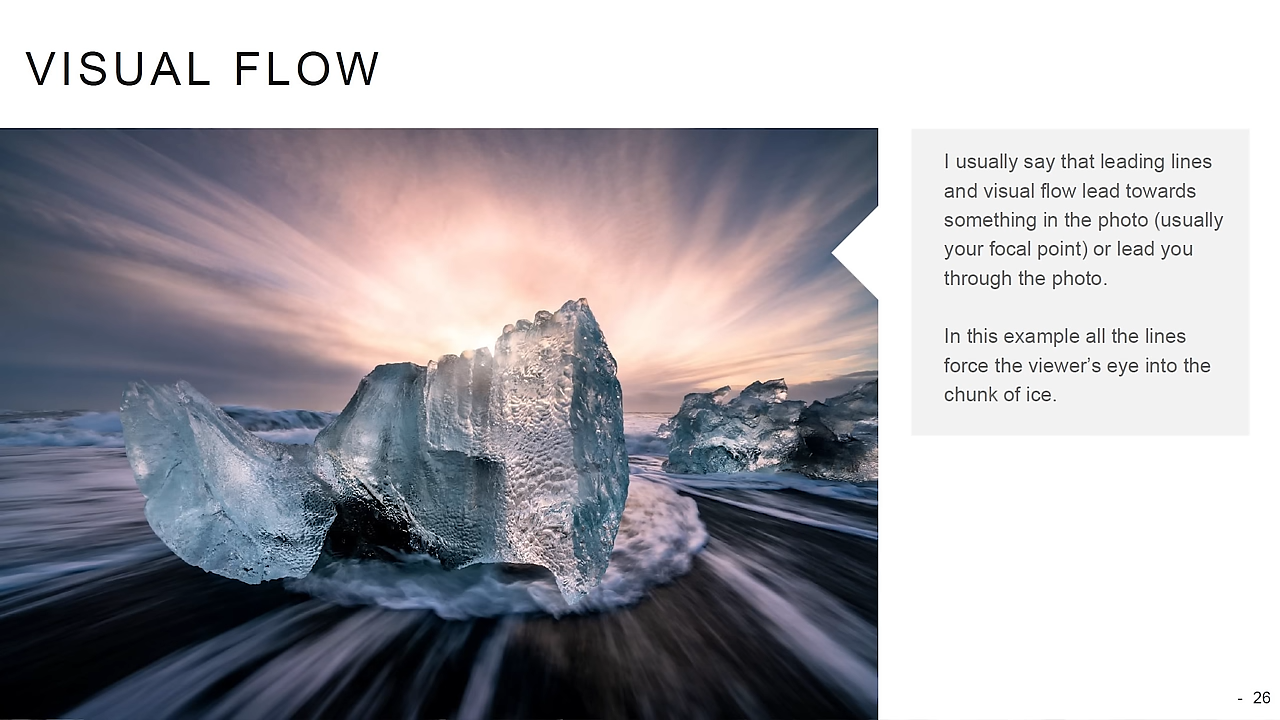 VISUAL FLOW
I usually say that leading lines
and visual flow lead towards
something in the photo (usually
your focal point) or lead you
through the photo.
In this example all the lines
force the viewer’s eye into the
chunk of ice.
- 26